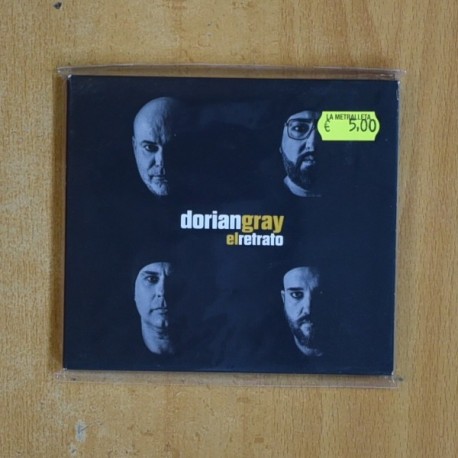 LA METRALLETA
€ 5.00
doriangray
elretrato